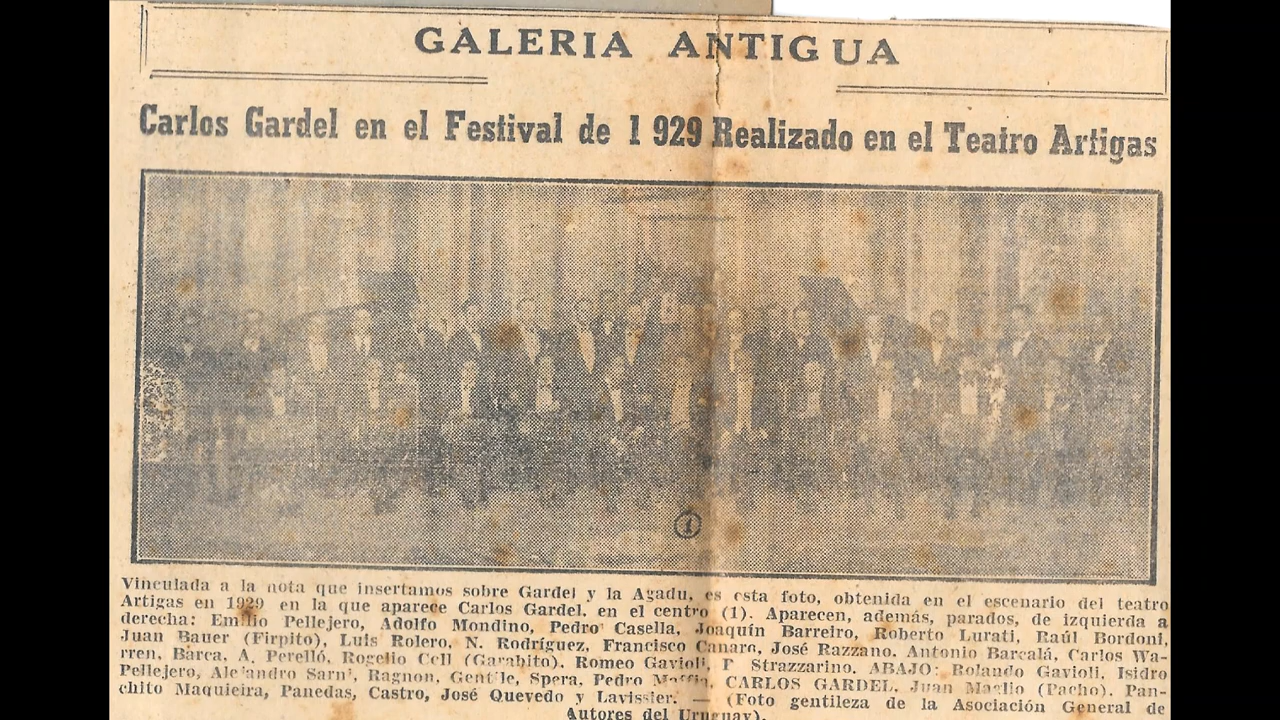 GALERIA ANTIGUA
Carlos Gardel en el Festival de 1 929 Realizado en el Teatro Artigas
1
Vinculada a la nota que insertamos sobre Gardel y la Agadu, es esta foto, obtenida en el escenario del teatro
Artigas en 1929 en la que aparece Carlos Gardel, en el centro (1). Aparecen, además, parados, de izquierda a
derecha: Emilio Pellejero, Adolfo Mondino, Pedro Casella, Joaquín Barreiro, Roberto Lurati, Raúl Bordoni,
Juan Bauer (Firpito), Luis Rolero, N. Rodríguez, Francisco Canaro, José Razzano, Antonio Barcalá, Carlos Wa-
rren, Barca, A. Perelló, Rogelio Coll (Garabito), Romeo Gavioli, F Strazzarino. ABAJO: Rolando Gavioli, Isidro
Pellejero, Alejandro Ragnon, Gentile, Spera, Pedro CARLOS GARDEL, Juan Maglio (Pacho), Pan-
chito Maquieira, Panedas, Castro, José Quevedo y Lavissier. — (Foto gentileza de la Asociación General de
Autores del Uruguay).